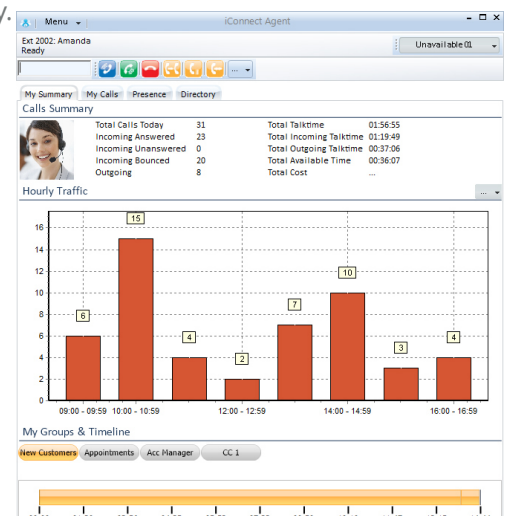 y.
Menu
iConnect Agent
Ext 2002: Amanda
Ready
Unavailable 01
...
My Summary My Calls Presence Directory
Calls Summary
Total Calls Today 31 Total Talktime 01:56:55
Incoming Answered 23 Total Incoming Talktime 01:19:49
Incoming Unanswered 0 Total Outgoing Talktime 00:37:06
Incoming Bounced 20 Total Available Time 00:36:07
Outgoing 8 Total Cost ...
Hourly Traffic ...
16
14
12
10
8
6
4
2
0
6
15
4
2
7
10
3
4
09:00 - 09:59 10:00 - 10:59 12:00 - 12:59 14:00 - 14:59 16:00 - 16:59
My Groups & Timeline
New Customers Appointments Acc Manager CC 1